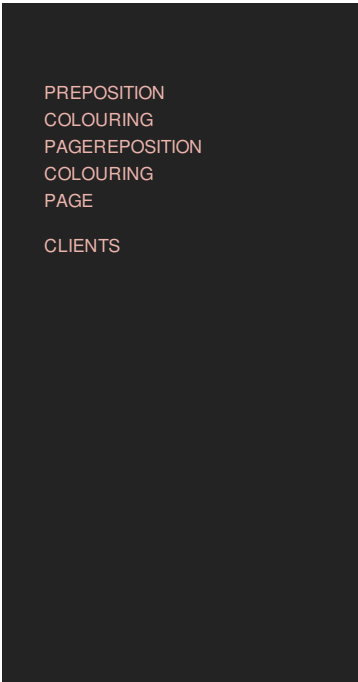 PREPOSITION
COLOURING
PAGEREPOSITION
COLOURING
PAGE
CLIENTS